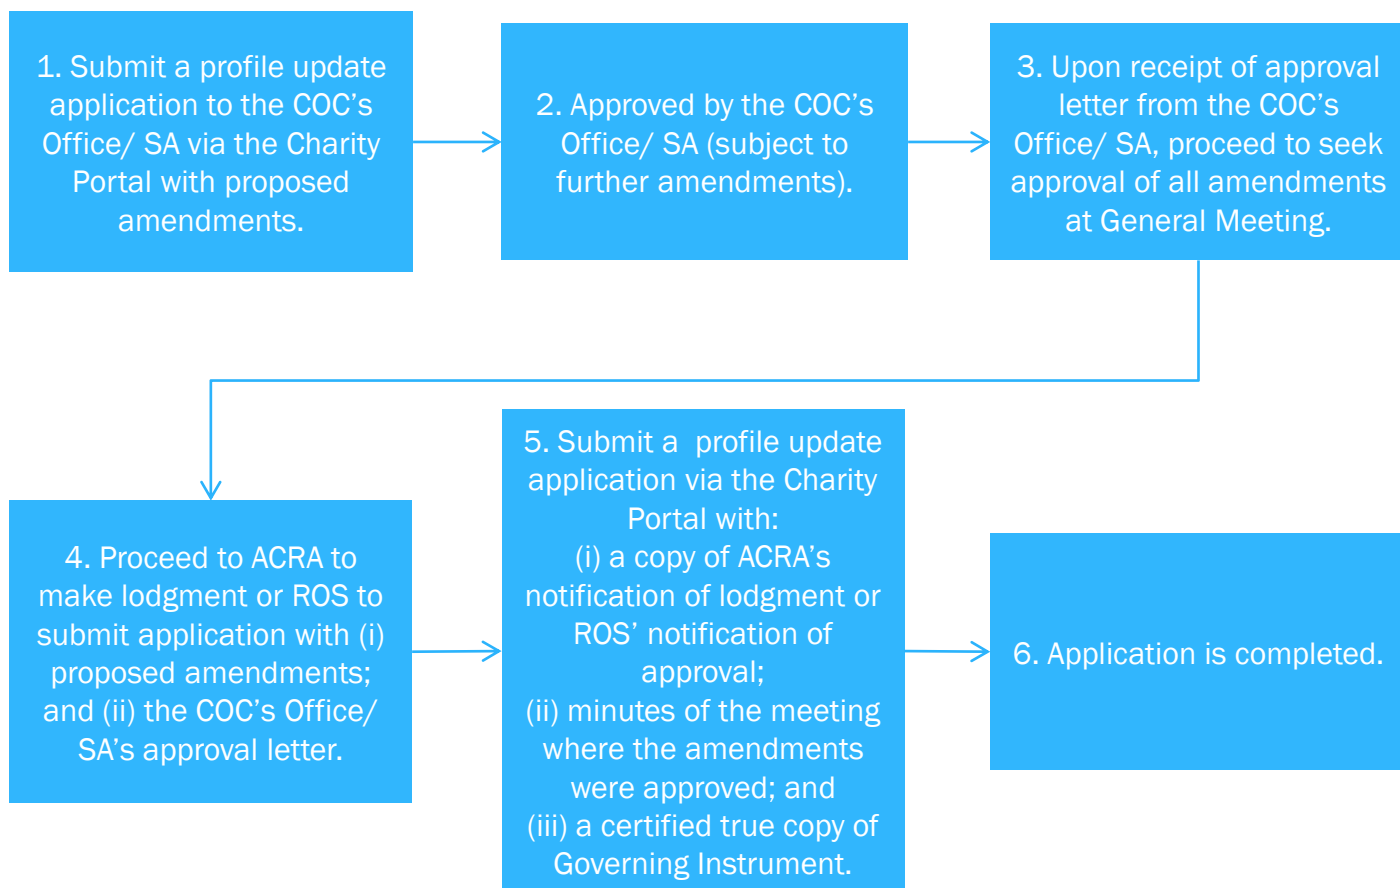 1. Submit a profile update
application to the COC’s
Office/ SA via the Charity
Portal with proposed
amendments.
2. Approved by the COC’s
Office/ SA (subject to
further amendments).
3. Upon receipt of approval
letter from the COC’s
Office/ SA, proceed to seek
approval of all amendments
at General Meeting.
4. Proceed to ACRA to
make lodgment or ROS to
submit application with (i)
proposed amendments;
and (ii) the COC’s Office/
SA’s approval letter.
5. Submit a  profile update
application via the Charity
Portal with:
(i) a copy of ACRA’s
notification of lodgment or
ROS’ notification of
approval;
(ii) minutes of the meeting
where the amendments
were approved; and
(iii) a certified true copy of
Governing Instrument.
6. Application is completed.